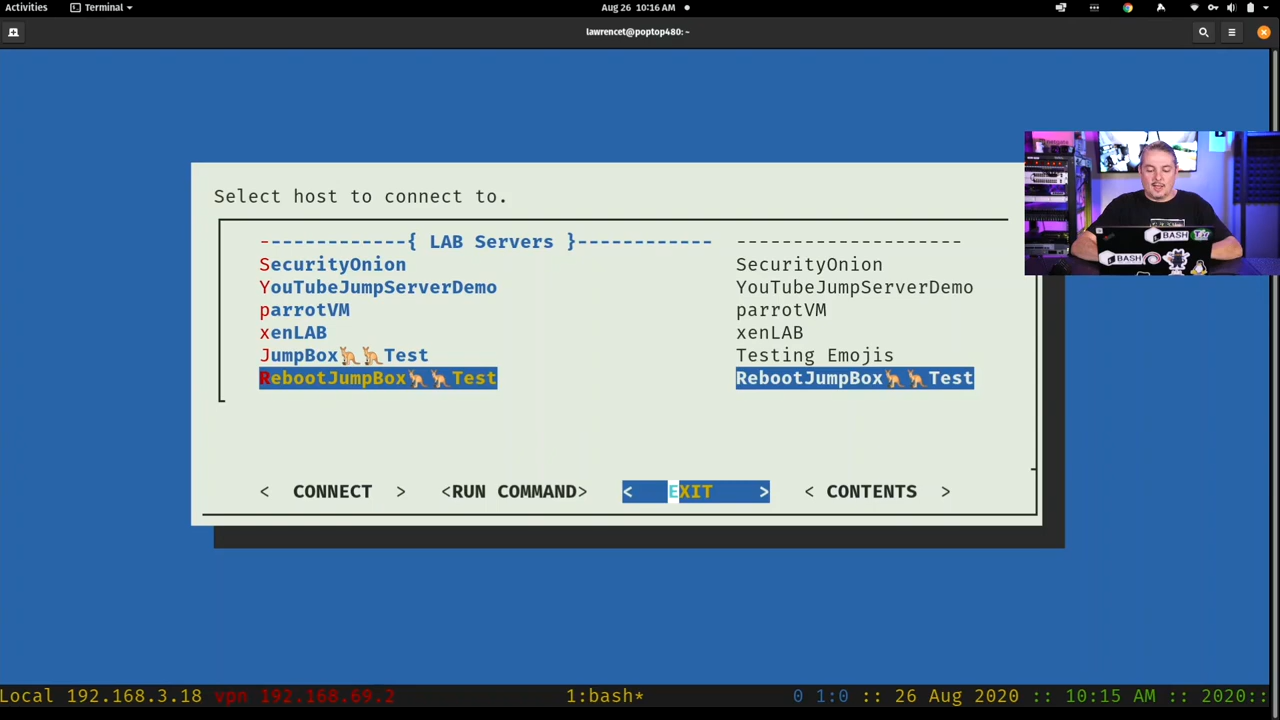 Activities Terminal Aug 26 10:16 AM
lawrencet@poptop480: ~
Select host to connect to.
-------------{ LAB Servers }------------ --------------------
SecurityOnion SecurityOnion
YouTubeJumpServerDemo YouTubeJumpServerDemo
parrotVM parrotVM
xenLAB xenLAB
JumpBox🦘🦘Test Testing Emojis
RebootJumpBox🦘🦘Test RebootJumpBox🦘🦘Test
< CONNECT > <RUN COMMAND> < EXIT > < CONTENTS >
BASH
BASH
Local 192.168.3.18 vpn 192.168.69.2 1:bash* 0 1:0 :: 26 Aug 2020 :: 10:15 AM :: 2020::